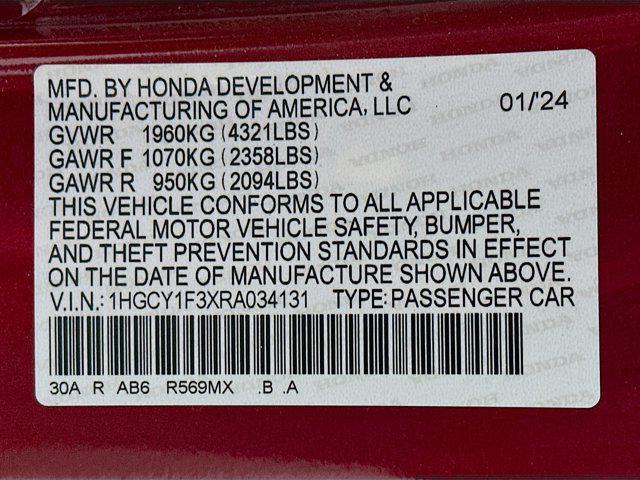 MFD. BY HONDA DEVELOPMENT &
MANUFACTURING OF AMERICA, LLC 01/'24
GVWR 1960KG (4321LBS)
GAWR F 1070KG (2358LBS)
GAWR R 950KG (2094LBS)
THIS VEHICLE CONFORMS TO ALL APPLICABLE
FEDERAL MOTOR VEHICLE SAFETY, BUMPER,
AND THEFT PREVENTION STANDARDS IN EFFECT
ON THE DATE OF MANUFACTURE SHOWN ABOVE.
V.I.N.: 1HGCY1F3XRA034131 TYPE: PASSENGER CAR
30A R AB6 R569MX .B .A